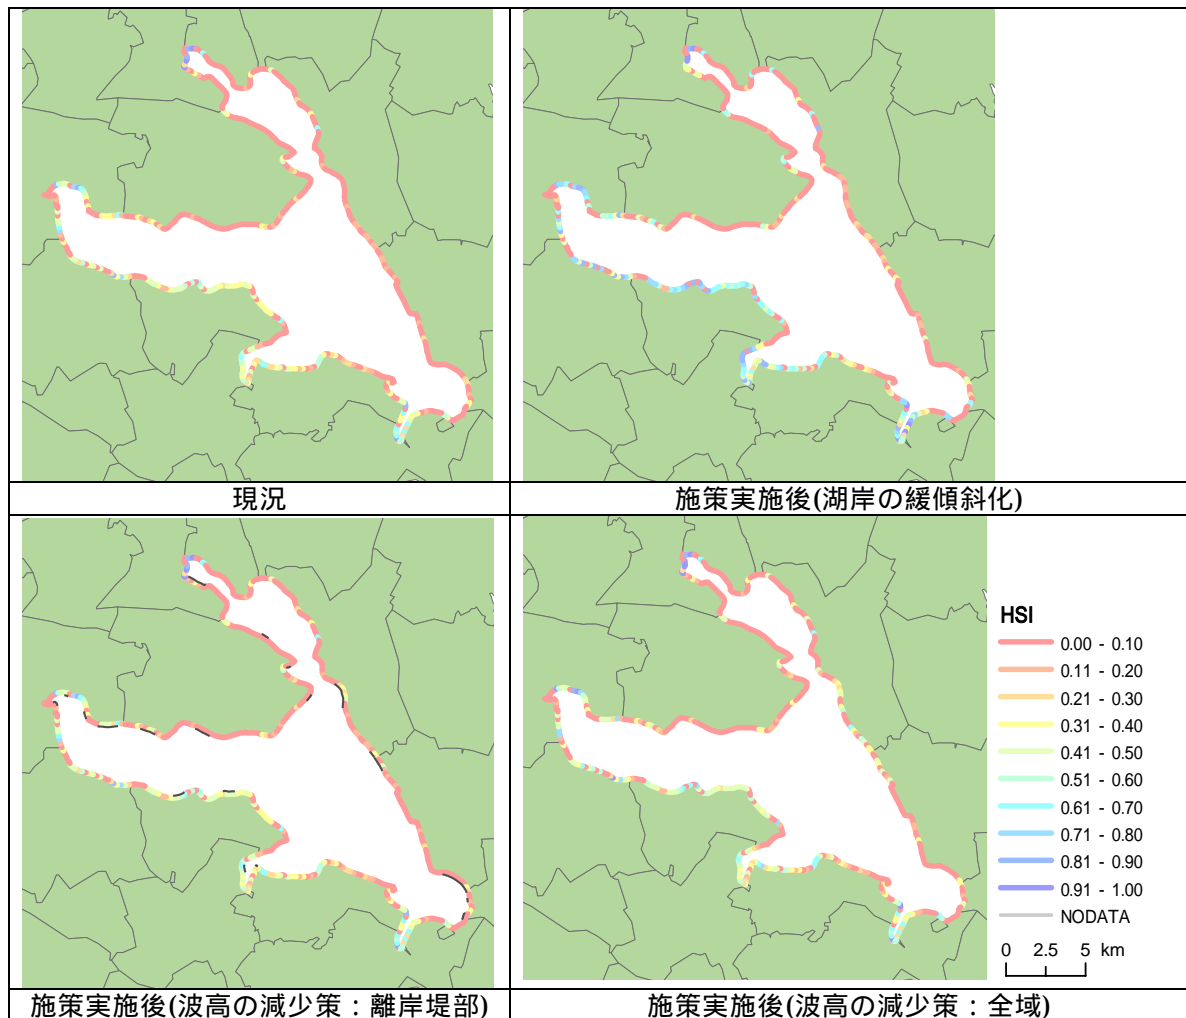 現況
施策実施後(湖岸の緩傾斜化)
HSI
0.00 - 0.10
0.11 - 0.20
0.21 - 0.30
0.31 - 0.40
0.41 - 0.50
0.51 - 0.60
0.61 - 0.70
0.71 - 0.80
0.81 - 0.90
0.91 - 1.00
NODATA
0 2.5 5 km
施策実施後(波高の減少策：離岸堤部)
施策実施後(波高の減少策：全域)